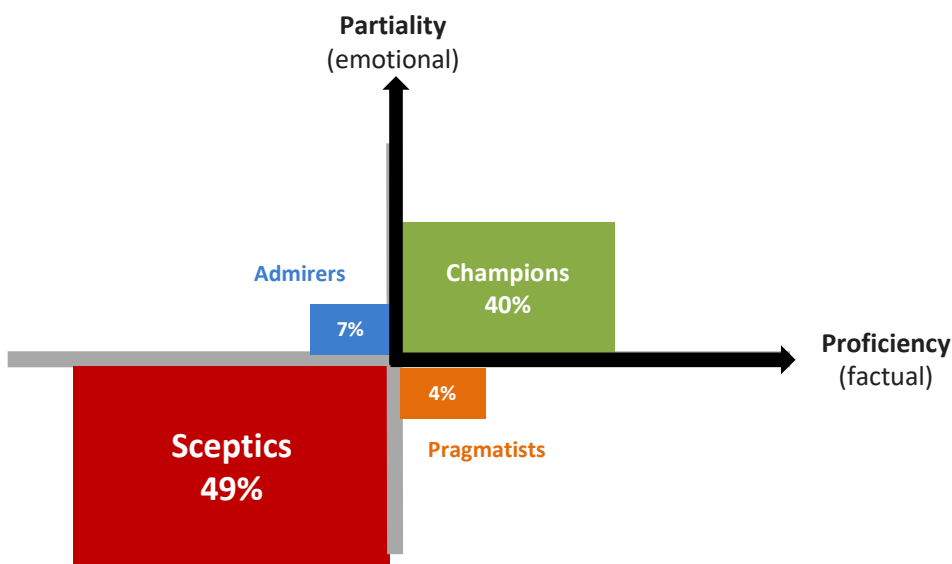 Partiality
(emotional)
Admirers
Champions
40%
7%
Proficiency
(factual)
4%
Sceptics
49%
Pragmatists